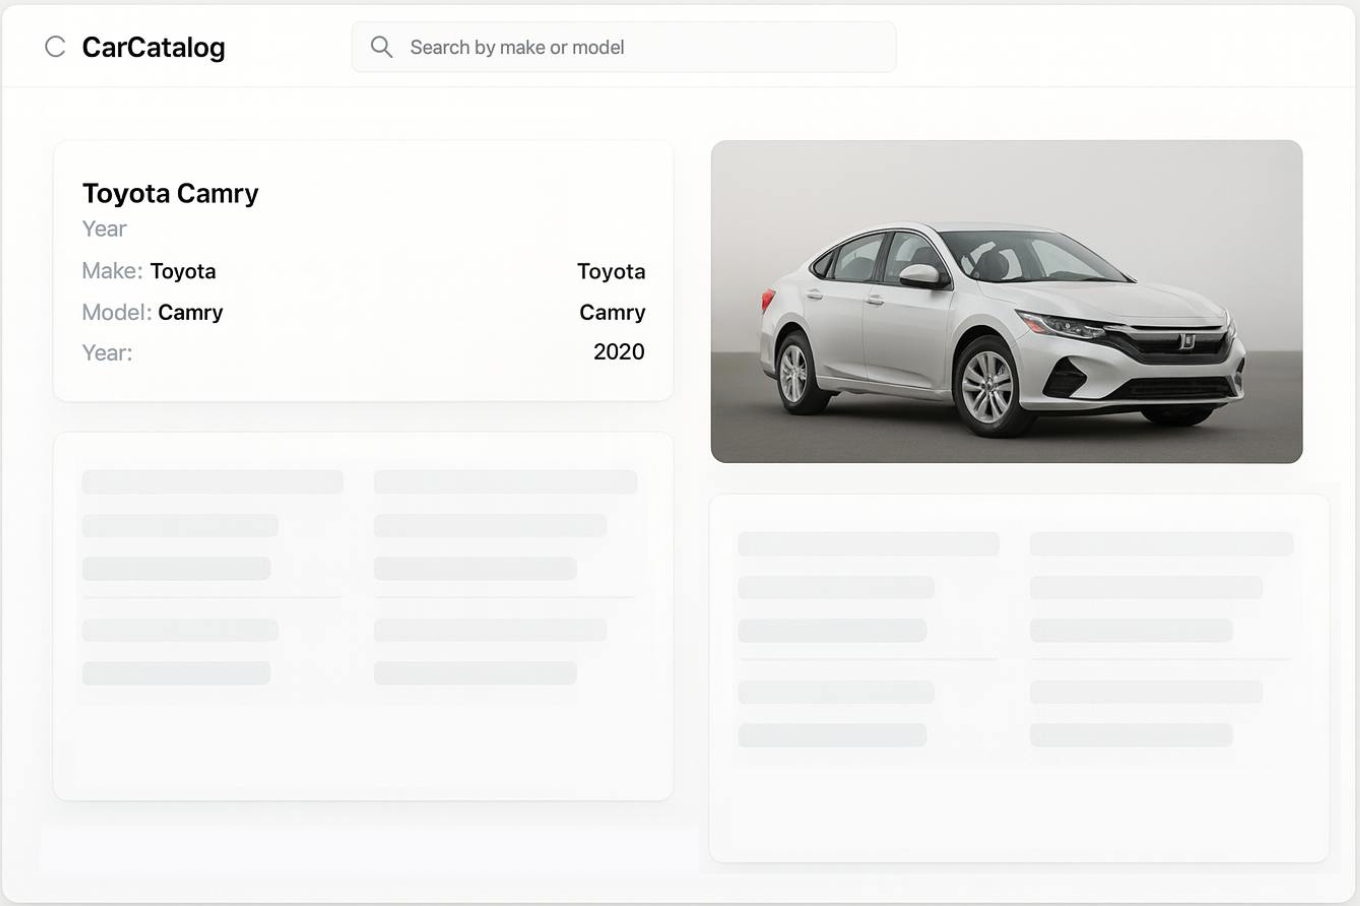 CarCatalog
Search by make or model
Toyota Camry
Year
Make: Toyota Toyota
Model: Camry Camry
Year: 2020